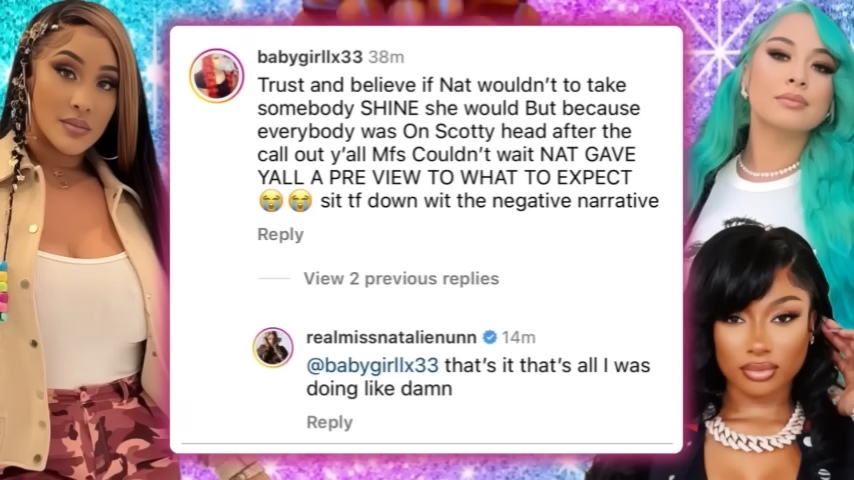 babygirllx33 38m
Trust and believe if Nat wouldn't to take
somebody SHINE she would But because
everybody was On Scotty head after the
call out y'all Mfs Couldn't wait NAT GAVE
YALL A PRE VIEW TO WHAT TO EXPECT
😭😭 sit tf down wit the negative narrative
Reply
View 2 previous replies
realmissnatalienunn 14m
@babygirllx33 that's it that's all I was
doing like damn
Reply